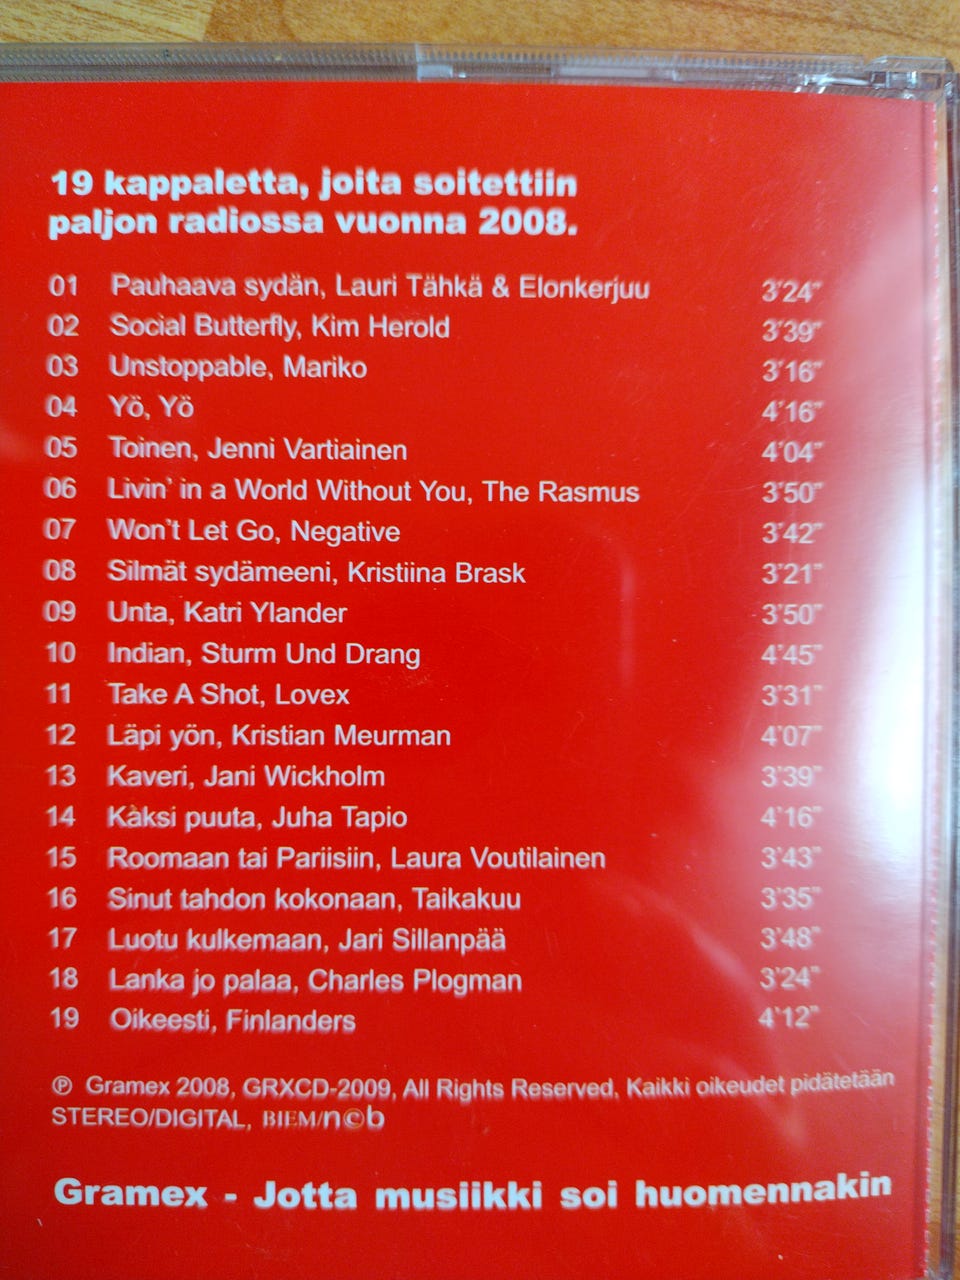 19 kappaletta, joita soitettiin
paljon radiossa vuonna 2008.
01 Pauhaava sydän, Lauri Tähkä & Elonkerjuu 3'24"
02 Social Butterfly, Kim Herold 3'39"
03 Unstoppable, Mariko 3'16"
04 Yö, Yö 4'16"
05 Toinen, Jenni Vartiainen 4'04"
06 Livin' in a World Without You, The Rasmus 3'50"
07 Won't Let Go, Negative 3'42"
08 Silmät sydämeeni, Kristiina Brask 3'21"
09 Unta, Katri Ylander 3'50"
10 Indian, Sturm Und Drang 4'45"
11 Take A Shot, Lovex 3'31"
12 Läpi yön, Kristian Meurman 4'07"
13 Kaveri, Jani Wickholm 3'39"
14 Kaksi puuta, Juha Tapio 4'16"
15 Roomaan tai Pariisiin, Laura Voutilainen 3'43"
16 Sinut tahdon kokonaan, Taikakuu 3'35"
17 Luotu kulkemaan, Jari Sillanpää 3'48"
18 Lanka jo palaa, Charles Plogman 3'24"
19 Oikeesti, Finlanders 4'12"
℗ Gramex 2008, GRXCD-2009, All Rights Reserved, Kaikki oikeudet pidätetään
STEREO/DIGITAL, BIEM/n©b
Gramex - Jotta musiikki soi huomennakin